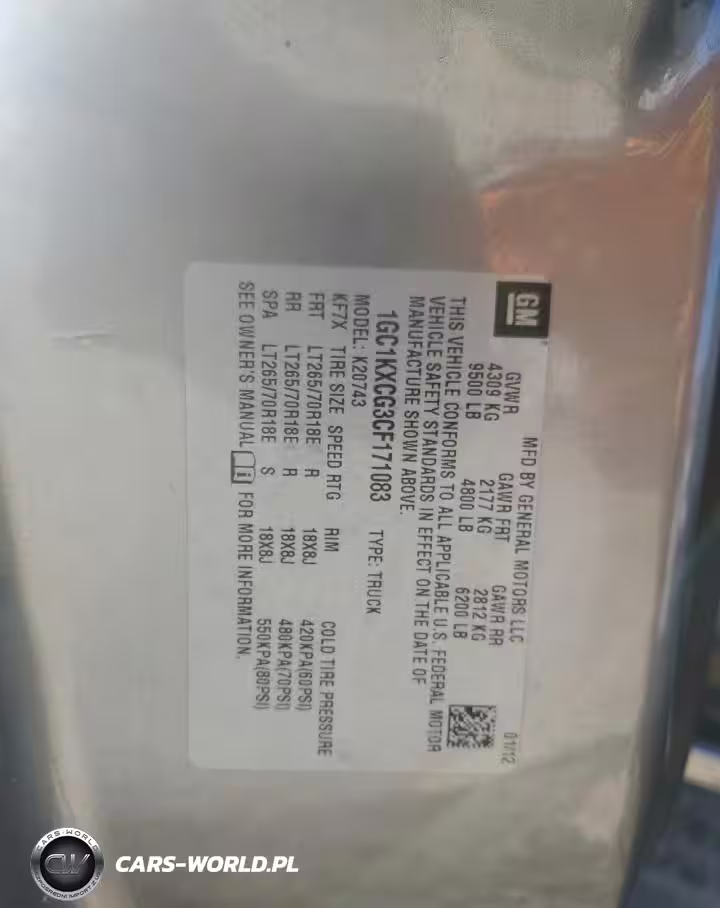 GM
MFD BY GENERAL MOTORS LLC 01/12
GVWR GAWR FRT GAWR RR
4309 KG 2177 KG 2812 KG
9500 LB 4800 LB 6200 LB
THIS VEHICLE CONFORMS TO ALL APPLICABLE U.S. FEDERAL MOTOR
VEHICLE SAFETY STANDARDS IN EFFECT ON THE DATE OF
MANUFACTURE SHOWN ABOVE.
1GC1KXCG3CF171083 TYPE: TRUCK
MODEL: K20743
KF7X TIRE SIZE SPEED RTG RIM COLD TIRE PRESSURE
FRT LT265/70R18E R 18X8J 420KPA(60PSI)
RR LT265/70R18E R 18X8J 480KPA(70PSI)
SPA LT265/70R18E S 18X8J 550KPA(80PSI)
SEE OWNER'S MANUAL i FOR MORE INFORMATION.
CARS-WORLD
CW
CARS-WORLD.PL